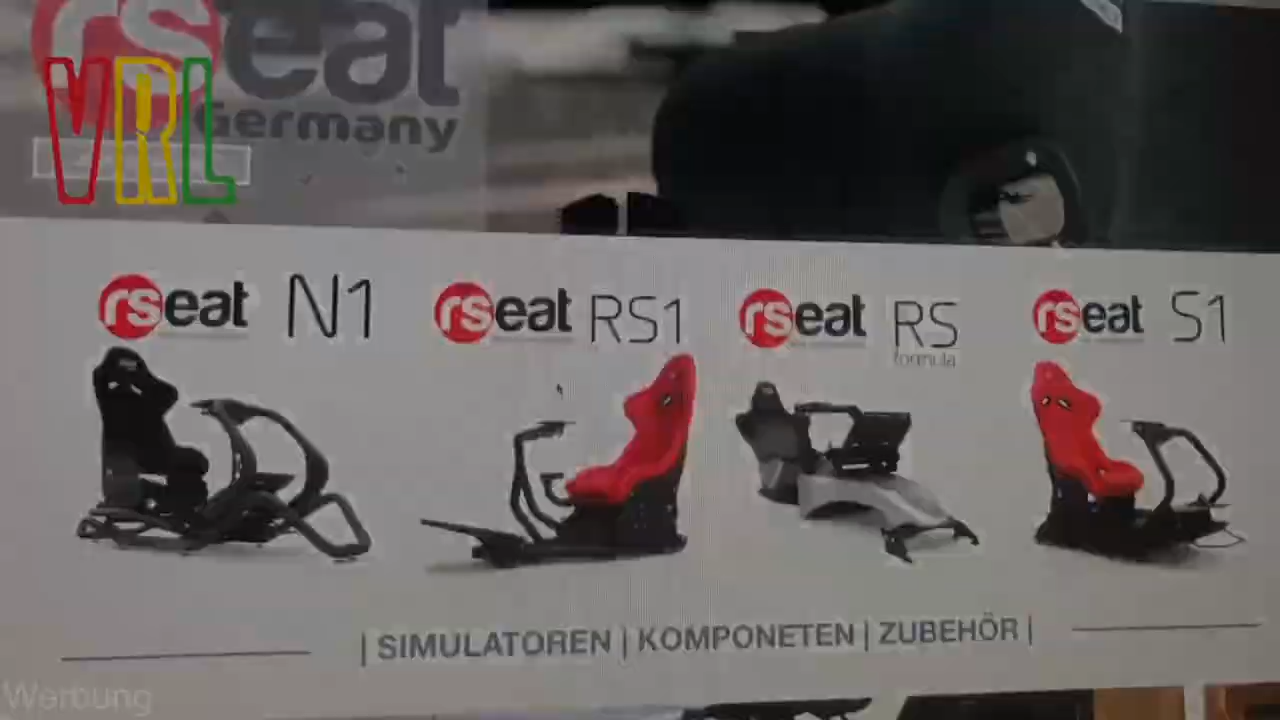 rseat
Germany
VRL
rseat N1
rseat RS1
rseat RS
formula
rseat S1
| SIMULATOREN | KOMPONETEN | ZUBEHÖR |
Werbung